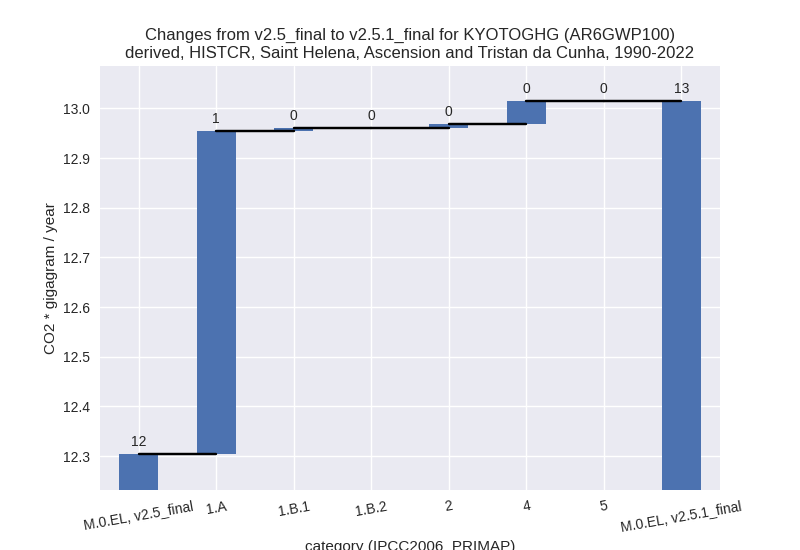 Changes from v2.5_final to v2.5.1_final for KYOTOGHG (AR6GWP100)
derived, HISTCR, Saint Helena, Ascension and Tristan da Cunha, 1990-2022
CO2 * gigagram / year
13.0
12.9
12.8
12.7
12.6
12.5
12.4
12.3
12
1
0
0
0
0
0
13
M.0.EL, v2.5_final
1.A
1.B.1
1.B.2
2
4
5
M.0.EL, v2.5.1_final
category (IPCC2006_PRIMAP)